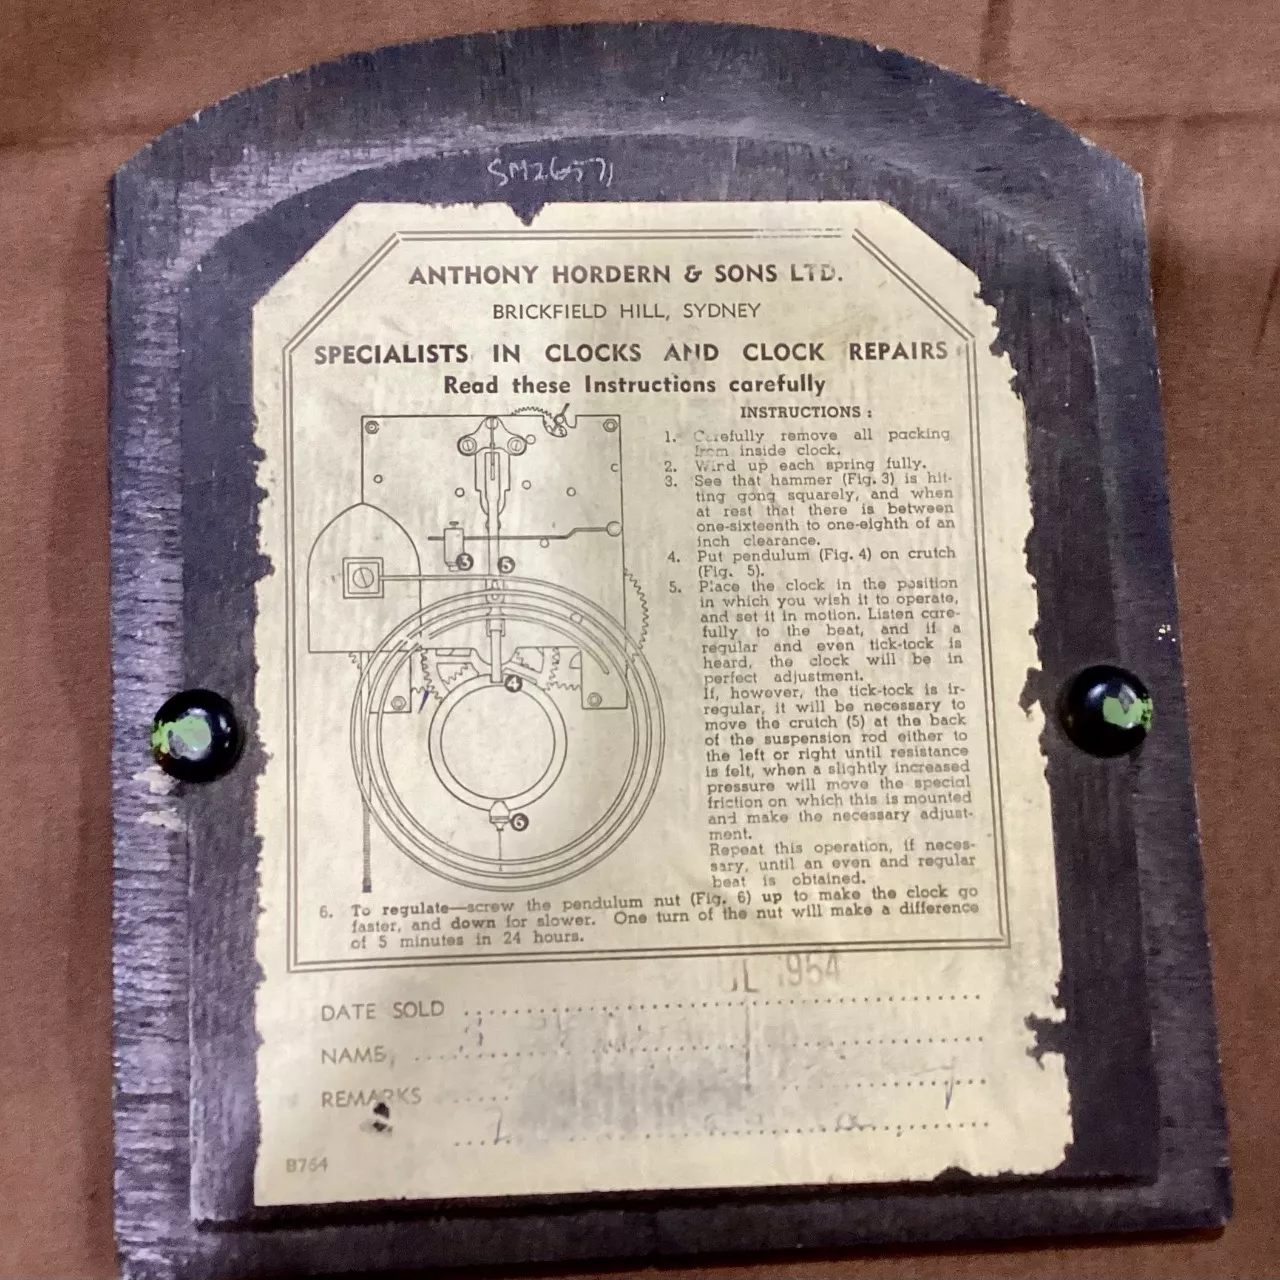 SM26571
ANTHONY HORDERN & SONS LTD.
BRICKFIELD HILL, SYDNEY
SPECIALISTS IN CLOCKS AND CLOCK REPAIRS
Read these Instructions carefully
INSTRUCTIONS :
1. Carefully remove all packing
from inside clock.
2. Wind up each spring fully.
3. See that hammer (Fig. 3) is hit-
ting gong squarely, and when
at rest that there is between
one-sixteenth to one-eighth of an
inch clearance.
4. Put pendulum (Fig. 4) on crutch
(Fig. 5).
5. Place the clock in the position
in which you wish it to operate,
and set it in motion. Listen care-
fully to the beat, and if a
regular and even tick-tock is
heard, the clock will be in
perfect adjustment.
If, however, the tick-tock is ir-
regular, it will be necessary to
move the crutch (5) at the back
of the suspension rod either to
the left or right until resistance
is felt, when a slightly increased
pressure will move the special
friction on which this is mounted
and make the necessary adjust-
ment.
Repeat this operation, if neces-
sary, until an even and regular
beat is obtained.
C
3
5
4
6
6. To regulate—screw the pendulum nut (Fig. 6) up to make the clock go
faster, and down for slower. One turn of the nut will make a difference
of 5 minutes in 24 hours.
1954
DATE SOLD
NAME
REMARKS
B764